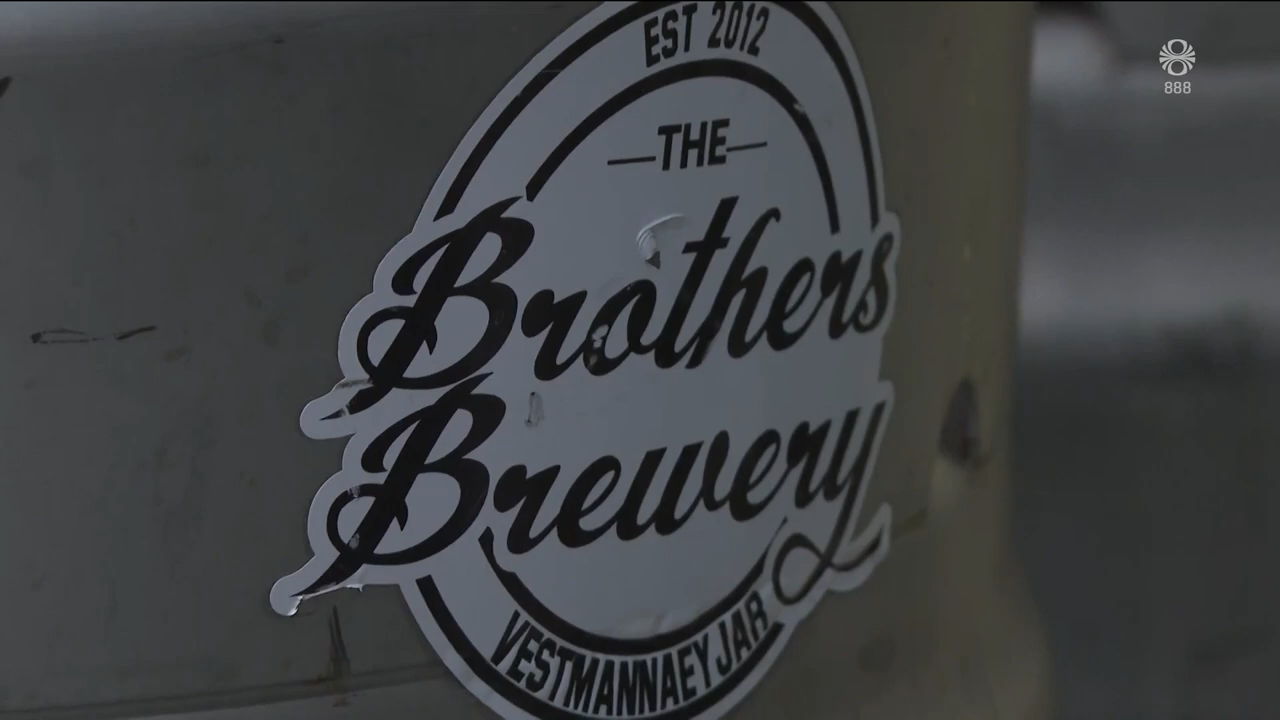 EST 2012
THE
Brothers
Brewery
VESTMANNAEYJAR
888